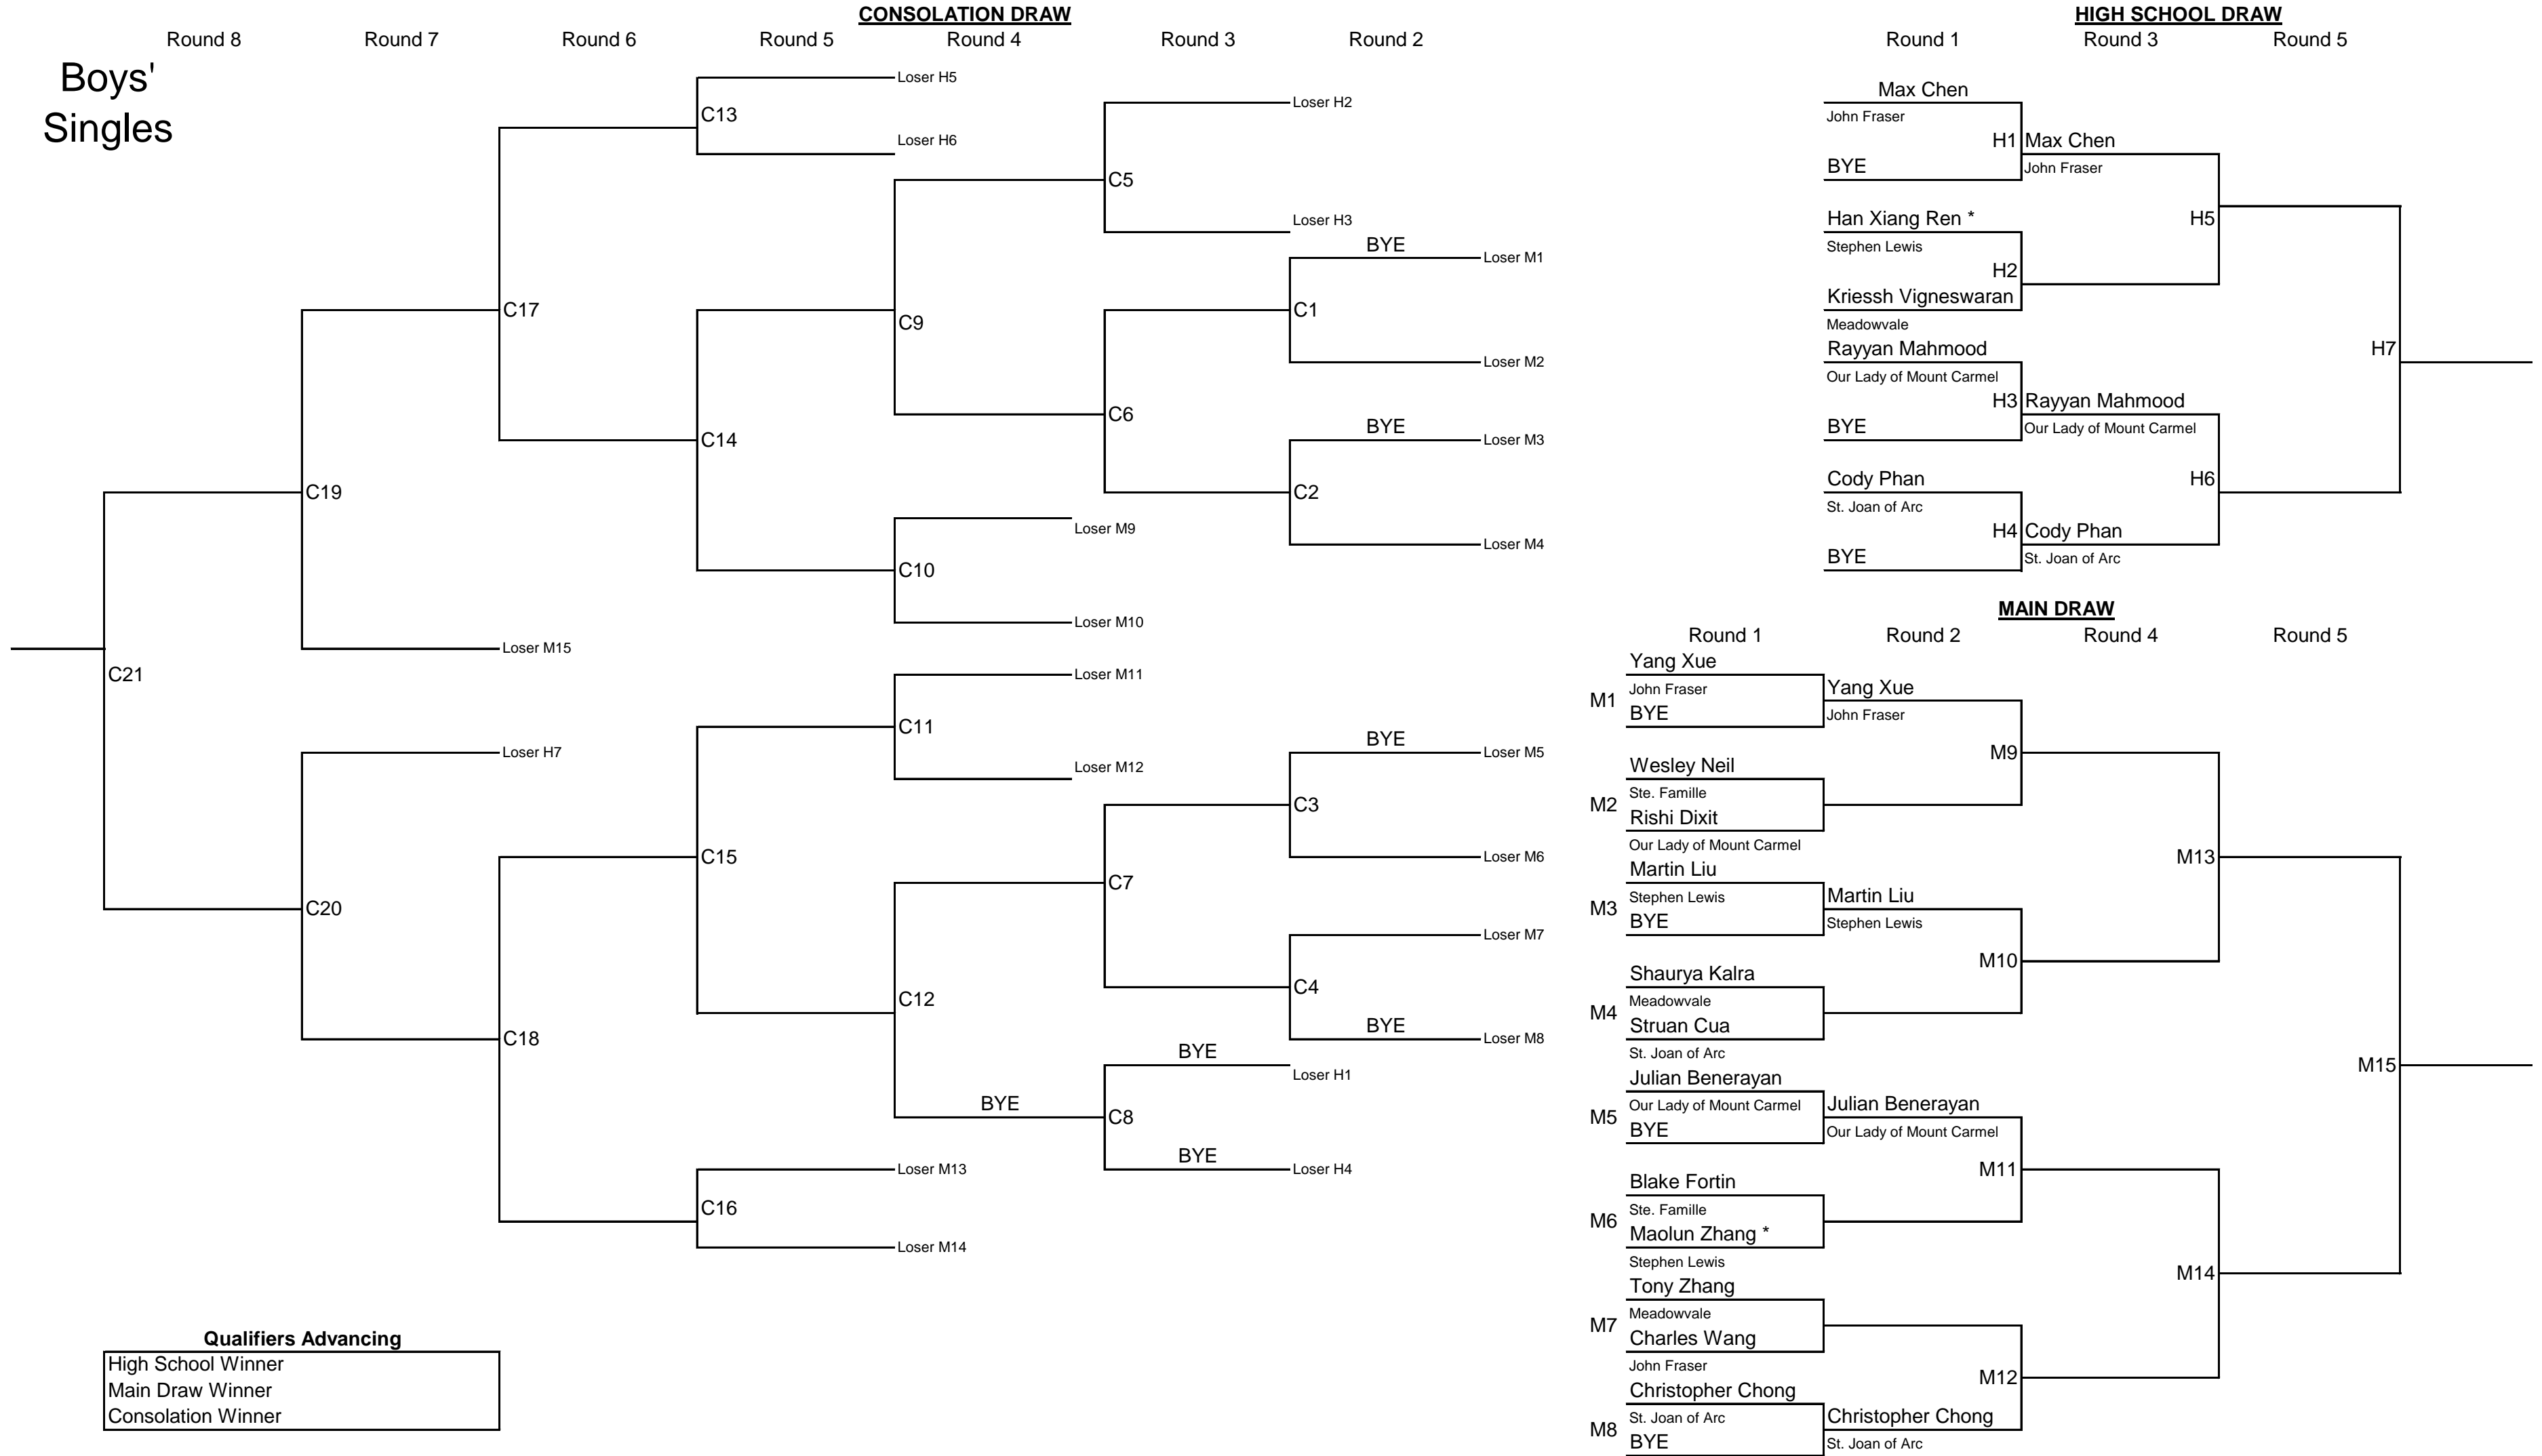 CONSOLATION DRAW
Round 8 Round 7 Round 6 Round 5 Round 4 Round 3 Round 2
Boys'
Singles
Loser H5
C13
Loser H6
Loser H2
C5
Loser H3
BYE
Loser M1
C17
C9
C1
Loser M2
C14
C6
BYE
Loser M3
C19
C2
Loser M9
Loser M4
C10
Loser M10
Loser M15
C21
Loser M11
C11
BYE
Loser M5
Loser H7
Loser M12
C3
C15
Loser M6
C7
C20
Loser M7
C4
C12
BYE
Loser M8
C18
BYE
Loser H1
BYE
C8
BYE
Loser H4
Loser M13
C16
Loser M14
Qualifiers Advancing
High School Winner
Main Draw Winner
Consolation Winner
HIGH SCHOOL DRAW
Round 1 Round 3 Round 5
Max Chen
John Fraser
H1 Max Chen
BYE
John Fraser
Han Xiang Ren *
H5
Stephen Lewis
H2
Kriessh Vigneswaran
Meadowvale
Rayyan Mahmood
H7
Our Lady of Mount Carmel
H3 Rayyan Mahmood
Our Lady of Mount Carmel
BYE
Cody Phan
H6
St. Joan of Arc
H4 Cody Phan
BYE
St. Joan of Arc
MAIN DRAW
Round 1 Round 2 Round 4 Round 5
Yang Xue
M1
John Fraser
Yang Xue
BYE
John Fraser
M9
Wesley Neil
M2
Ste. Famille
Rishi Dixit
Our Lady of Mount Carmel
M13
Martin Liu
M3
Stephen Lewis
Martin Liu
BYE
Stephen Lewis
M10
Shaurya Kalra
M4
Meadowvale
Struan Cua
St. Joan of Arc
M15
Julian Benerayan
M5
Our Lady of Mount Carmel
Julian Benerayan
BYE
Our Lady of Mount Carmel
M11
Blake Fortin
M6
Ste. Famille
Maolun Zhang *
Stephen Lewis
M14
Tony Zhang
M7
Meadowvale
Charles Wang
John Fraser
M12
Christopher Chong
M8
St. Joan of Arc
Christopher Chong
BYE
St. Joan of Arc